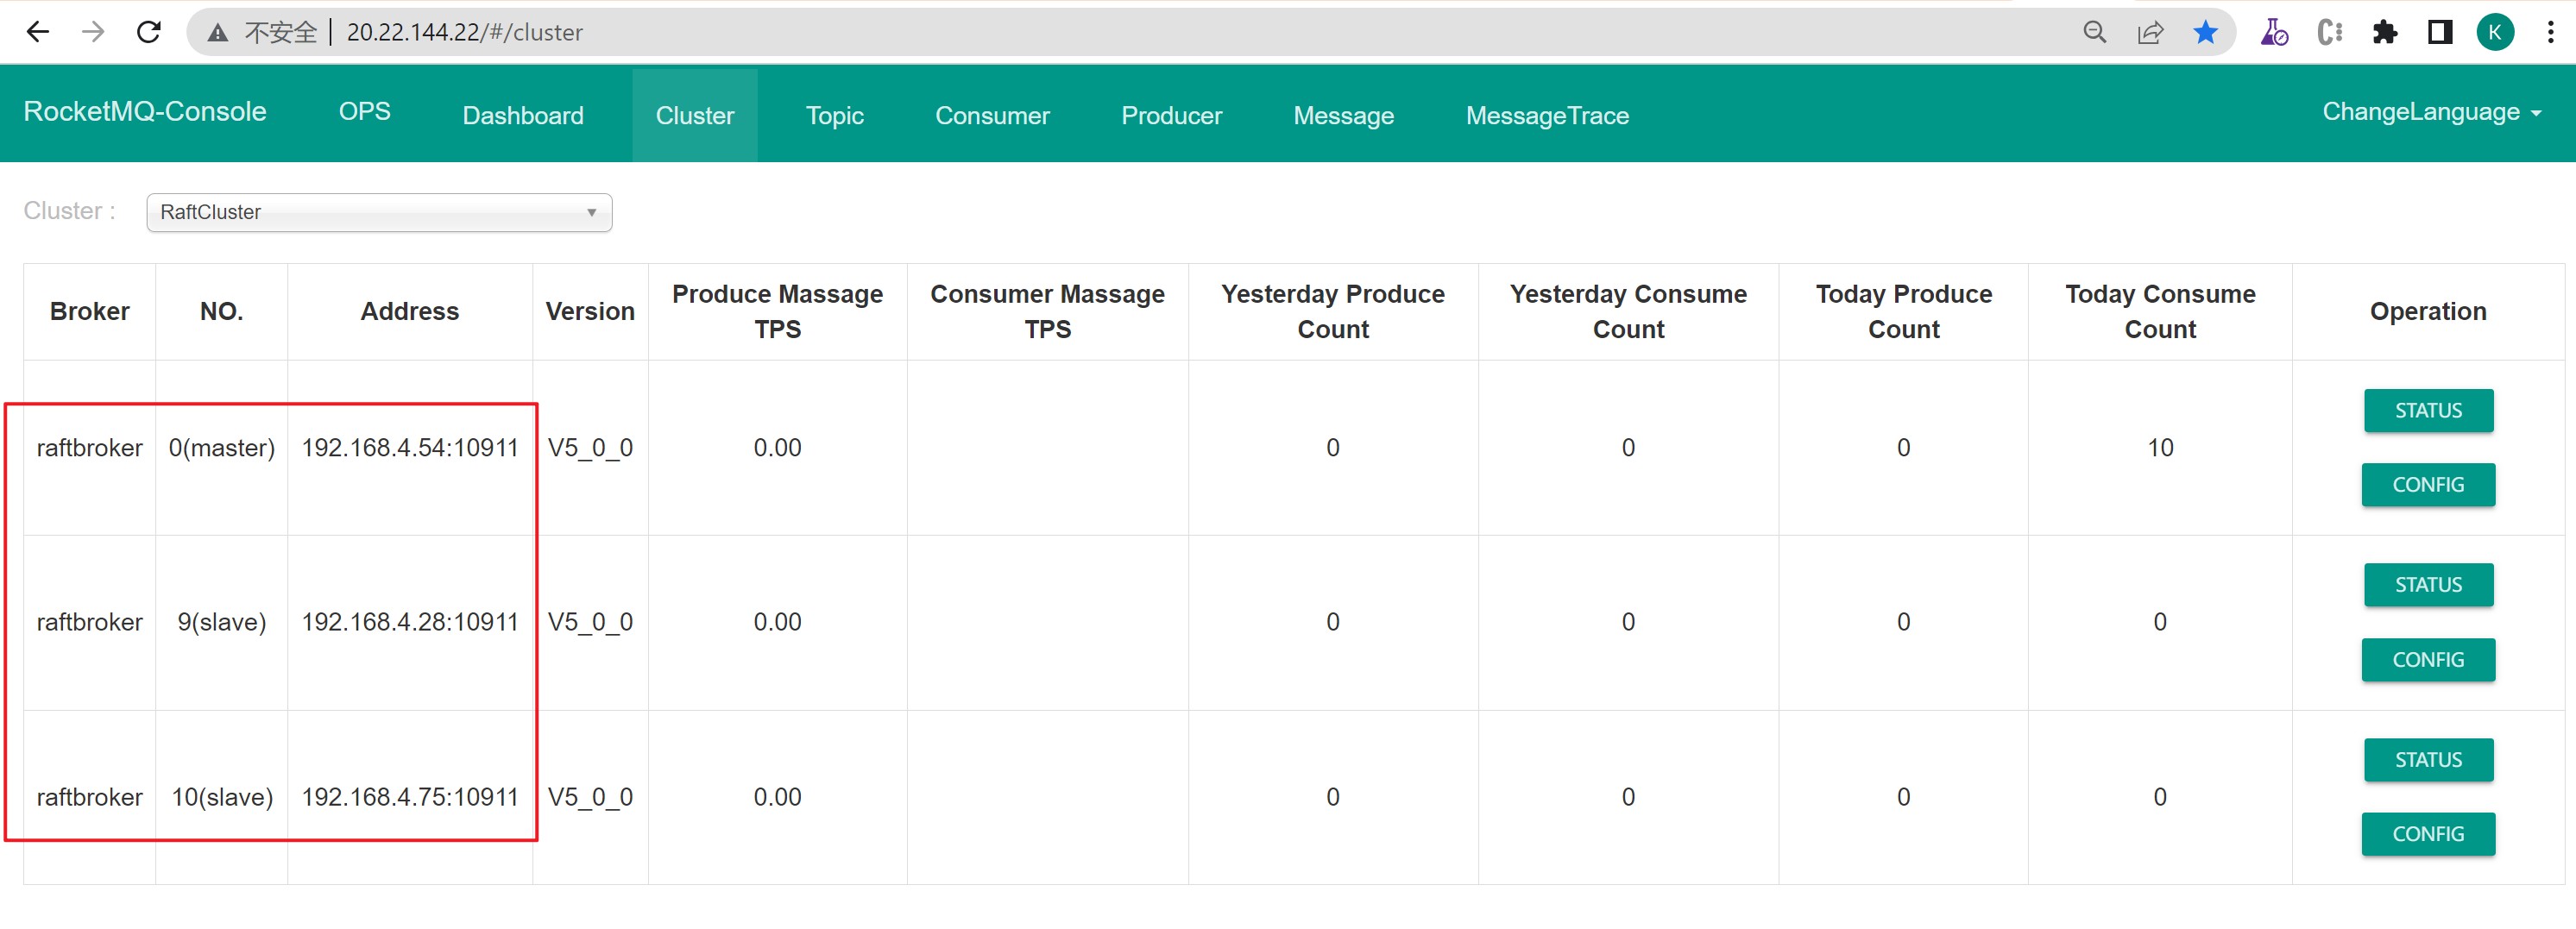 不安全 20.22.144.22/#/cluster K
RocketMQ-Console OPS Dashboard Cluster Topic Consumer Producer Message MessageTrace ChangeLanguage
Cluster : RaftCluster
Broker NO. Address Version Produce Massage TPS Consumer Massage TPS Yesterday Produce Count Yesterday Consume Count Today Produce Count Today Consume Count Operation
raftbroker 0(master) 192.168.4.54:10911 V5_0_0 0.00 0 0 0 10 STATUS
CONFIG
raftbroker 9(slave) 192.168.4.28:10911 V5_0_0 0.00 0 0 0 0 STATUS
CONFIG
raftbroker 10(slave) 192.168.4.75:10911 V5_0_0 0.00 0 0 0 0 STATUS
CONFIG